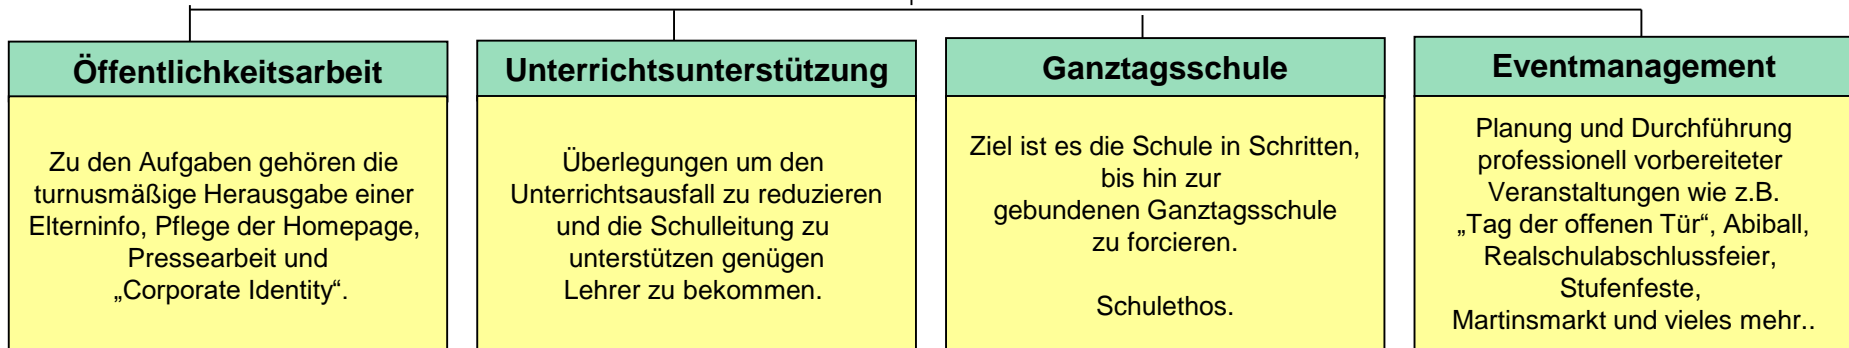 Öffentlichkeitsarbeit
Zu den Aufgaben gehören die
turnusmäßige Herausgabe einer
Elterninfo, Pflege der Homepage,
Pressearbeit und
„Corporate Identity“.
Unterrichtsunterstützung
Überlegungen um den
Unterrichtsausfall zu reduzieren
und die Schulleitung zu
unterstützen genügen
Lehrer zu bekommen.
Ganztagsschule
Ziel ist es die Schule in Schritten,
bis hin zur
gebundenen Ganztagsschule
zu forcieren.
Schulethos.
Eventmanagement
Planung und Durchführung
professionell vorbereiteter
Veranstaltungen wie z.B.
„Tag der offenen Tür“, Abiball,
Realschulabschlussfeier,
Stufenfeste,
Martinsmarkt und vieles mehr..